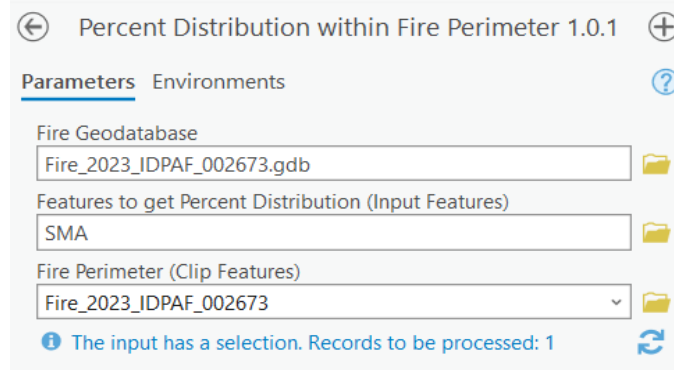 Percent Distribution within Fire Perimeter 1.0.1
Parameters Environments
Fire Geodatabase
Fire_2023_IDPAF_002673.gdb
Features to get Percent Distribution (Input Features)
SMA
Fire Perimeter (Clip Features)
Fire_2023_IDPAF_002673
The input has a selection. Records to be processed: 1